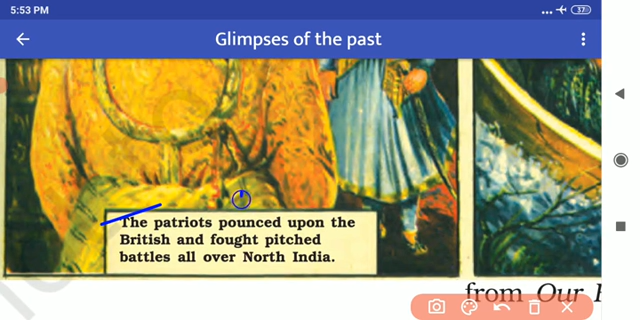 5:53 PM
37
Glimpses of the past
The patriots pounced upon the
British and fought pitched
battles all over North India.
from Our